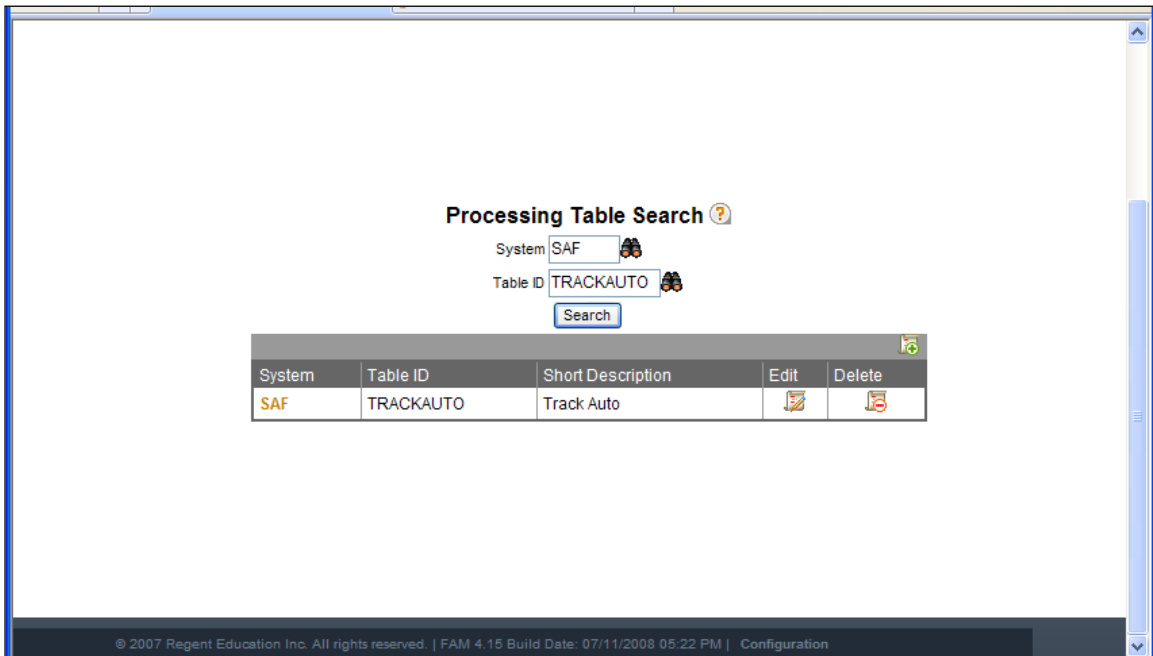 Processing Table Search ?
System SAF
Table ID TRACKAUTO
Search
System Table ID Short Description Edit Delete
SAF TRACKAUTO Track Auto
© 2007 Regent Education Inc. All rights reserved. | FAM 4.15 Build Date: 07/11/2008 05:22 PM | Configuration